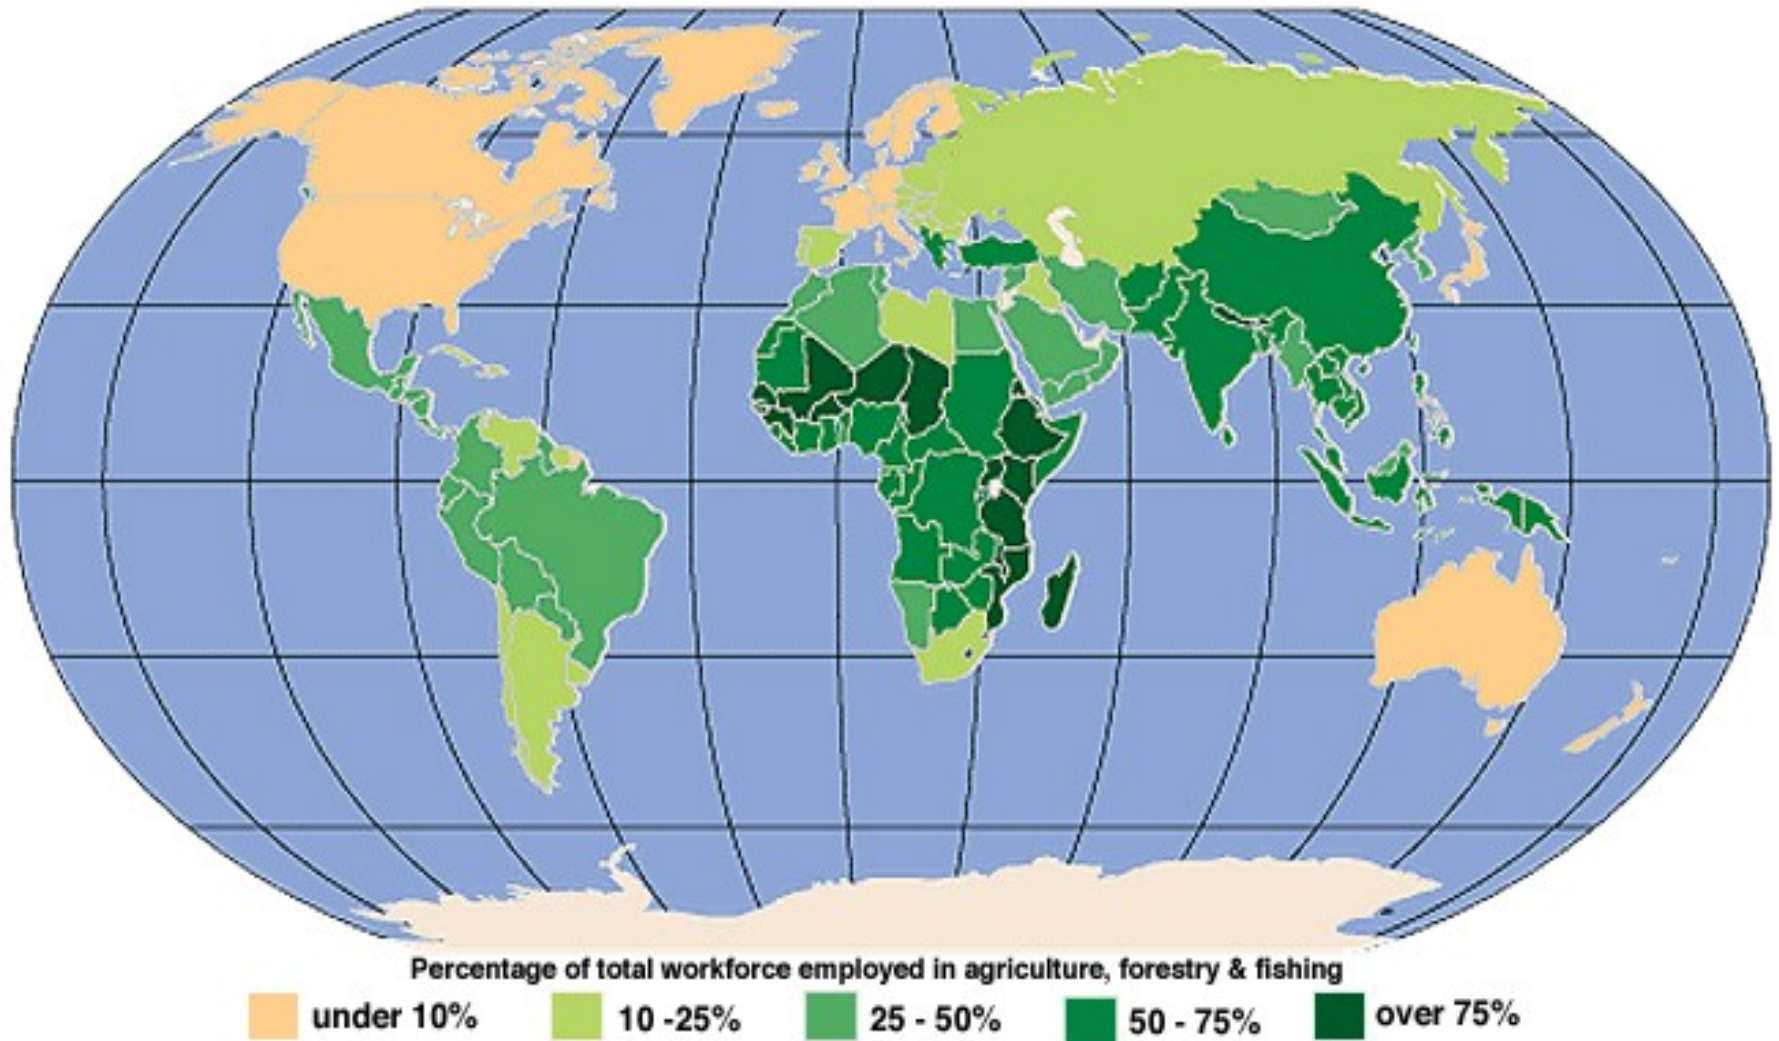 Percentage of total workforce employed in agriculture, forestry & fishing
under 10% 10 -25% 25 - 50% 50 - 75% over 75%